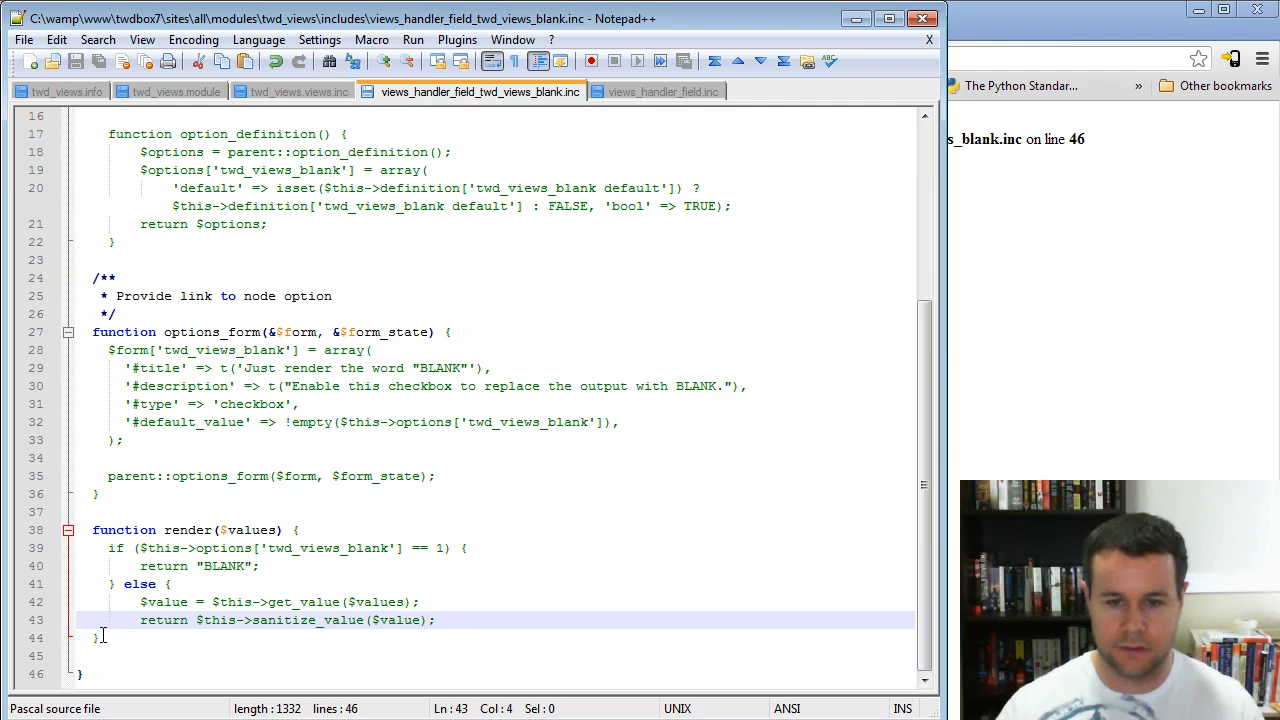 C:\wamp\www\twdbox7\sites\all\modules\twd_views\includes\views_handler_field_twd_views_blank.inc - Notepad++
File Edit Search View Encoding Language Settings Macro Run Plugins Window ? X
twd_views.info twd_views.module twd_views.views.inc views_handler_field_twd_views_blank.inc views_handler_field.inc
The Python Standar... » Other bookmarks
s_blank.inc on line 46
16
17 function option_definition() {
18 $options = parent::option_definition();
19 $options['twd_views_blank'] = array(
20 'default' => isset($this->definition['twd_views_blank default']) ?
$this->definition['twd_views_blank default'] : FALSE, 'bool' => TRUE);
21 return $options;
22 }
23
24 /**
25 * Provide link to node option
26 */
27 function options_form(&$form, &$form_state) {
28 $form['twd_views_blank'] = array(
29 '#title' => t('Just render the word "BLANK"'),
30 '#description' => t("Enable this checkbox to replace the output with BLANK."),
31 '#type' => 'checkbox',
32 '#default_value' => !empty($this->options['twd_views_blank']),
33 );
34
35 parent::options_form($form, $form_state);
36 }
37
38 function render($values) {
39 if ($this->options['twd_views_blank'] == 1) {
40 return "BLANK";
41 } else {
42 $value = $this->get_value($values);
43 return $this->sanitize_value($value);
44 }
45
46 }
Pascal source file length : 1332 lines : 46 Ln : 43 Col : 4 Sel : 0 UNIX ANSI INS